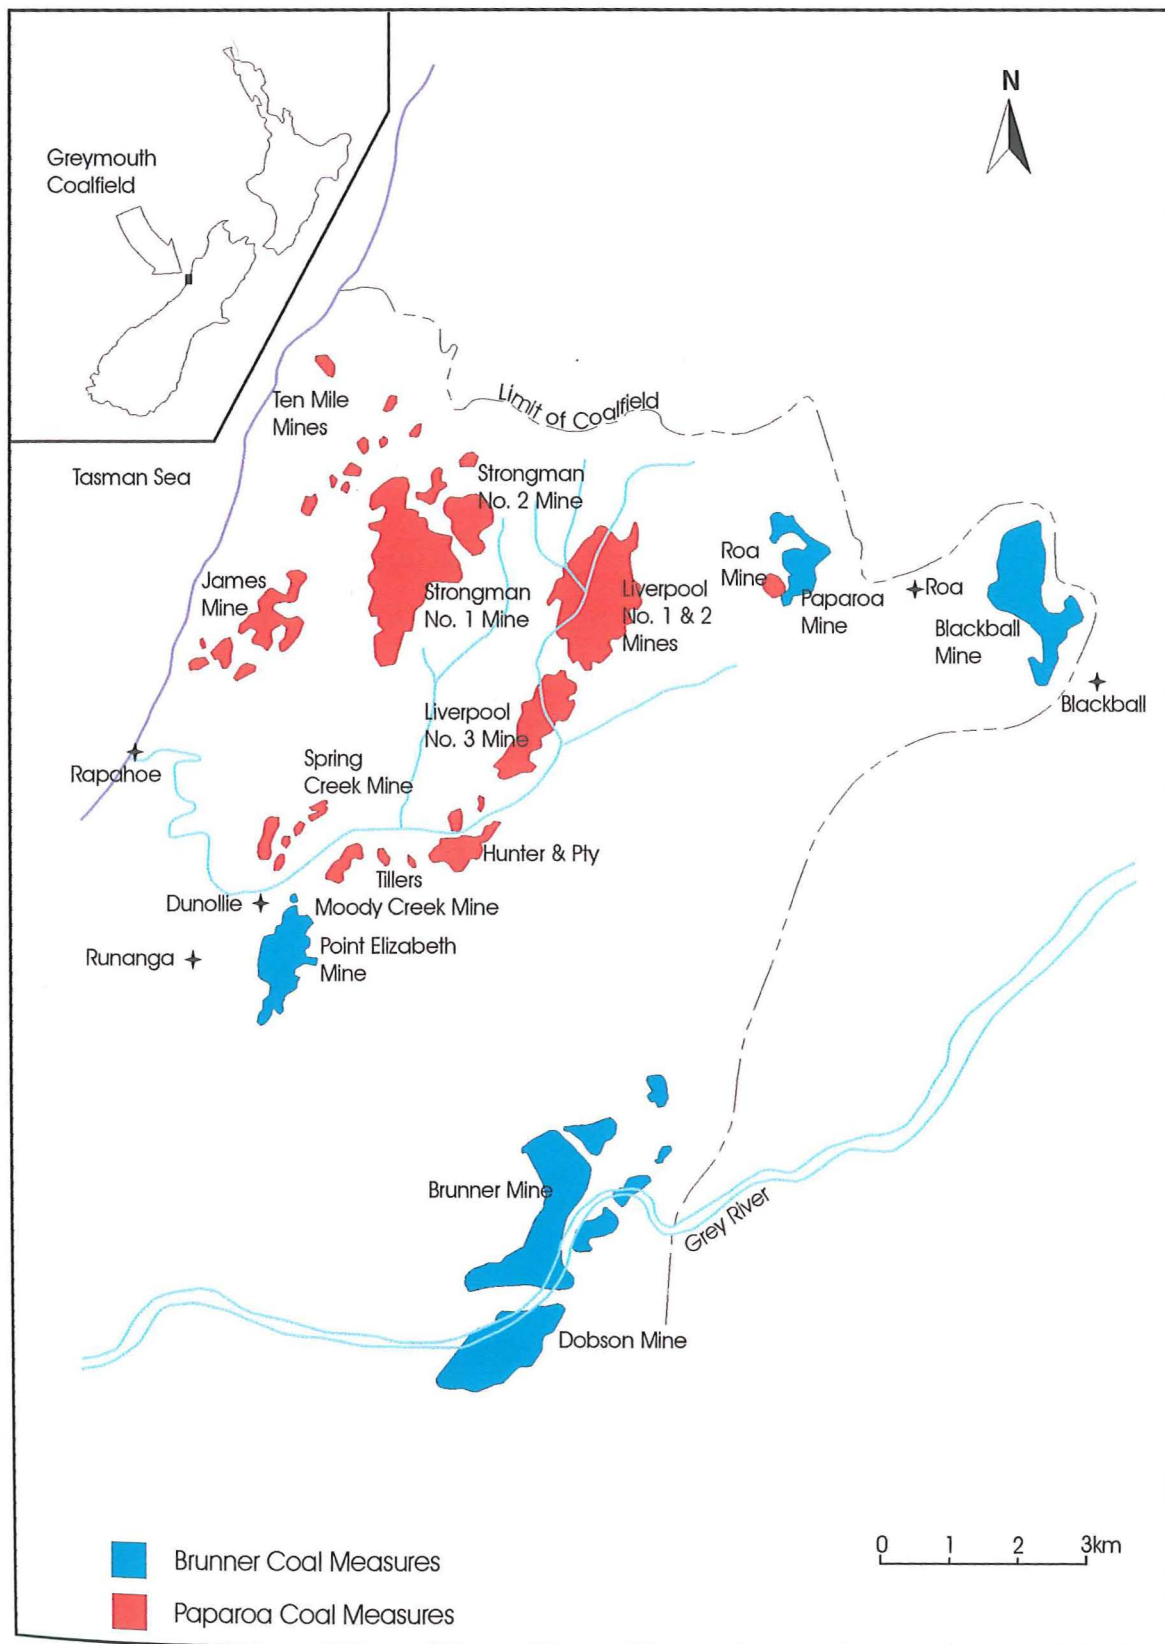 N
Greymouth
Coalfield
Ten Mile
Mines
Limit of Coalfield
Tasman Sea
Strongman
No. 2 Mine
James
Mine
Strongman
No. 1 Mine
Liverpool
No. 1 & 2
Mines
Roa
Mine
Paparoa
Mine
Roa
Blackball
Mine
Blackball
Liverpool
No. 3 Mine
Rapahoe
Spring
Creek Mine
Hunter & Pty
Tillers
Dunollie
Moody Creek Mine
Runanga
Point Elizabeth
Mine
Brunner Mine
Grey River
Dobson Mine
0 1 2 3km
Brunner Coal Measures
Paparoa Coal Measures